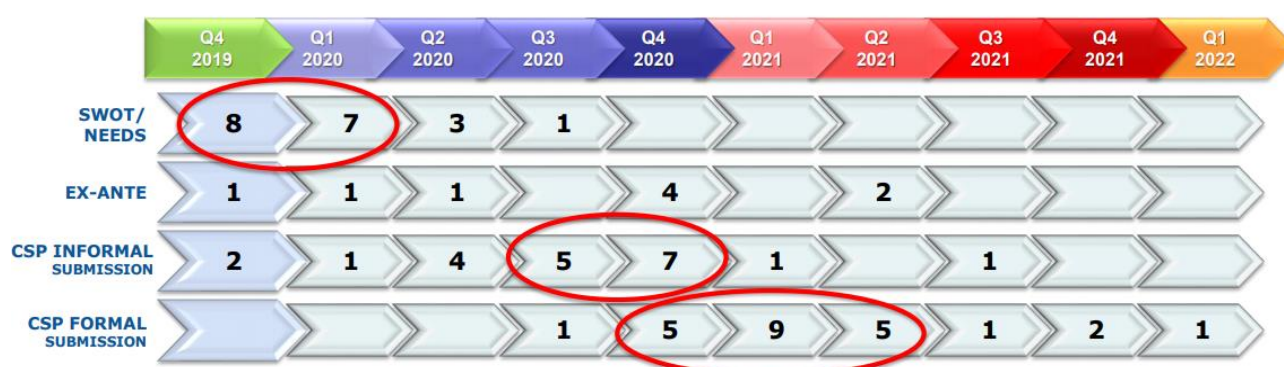 Q4 Q1 Q2 Q3 Q4 Q1 Q2 Q3 Q4 Q1
2019 2020 2020 2020 2020 2021 2021 2021 2021 2022
SWOT/
NEEDS
8 7 3 1
EX-ANTE 1 1 1 4 2
CSP INFORMAL
SUBMISSION
2 1 4 5 7 1 1
CSP FORMAL
SUBMISSION
1 5 9 5 1 2 1